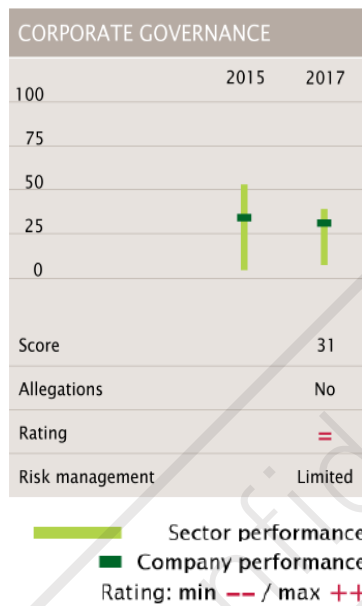 CORPORATE GOVERNANCE
2015 2017
100
75
50
25
0
Score 31
Allegations No
Rating =
Risk management Limited
Sector performance
Company performance
Rating: min -- / max ++
nfid